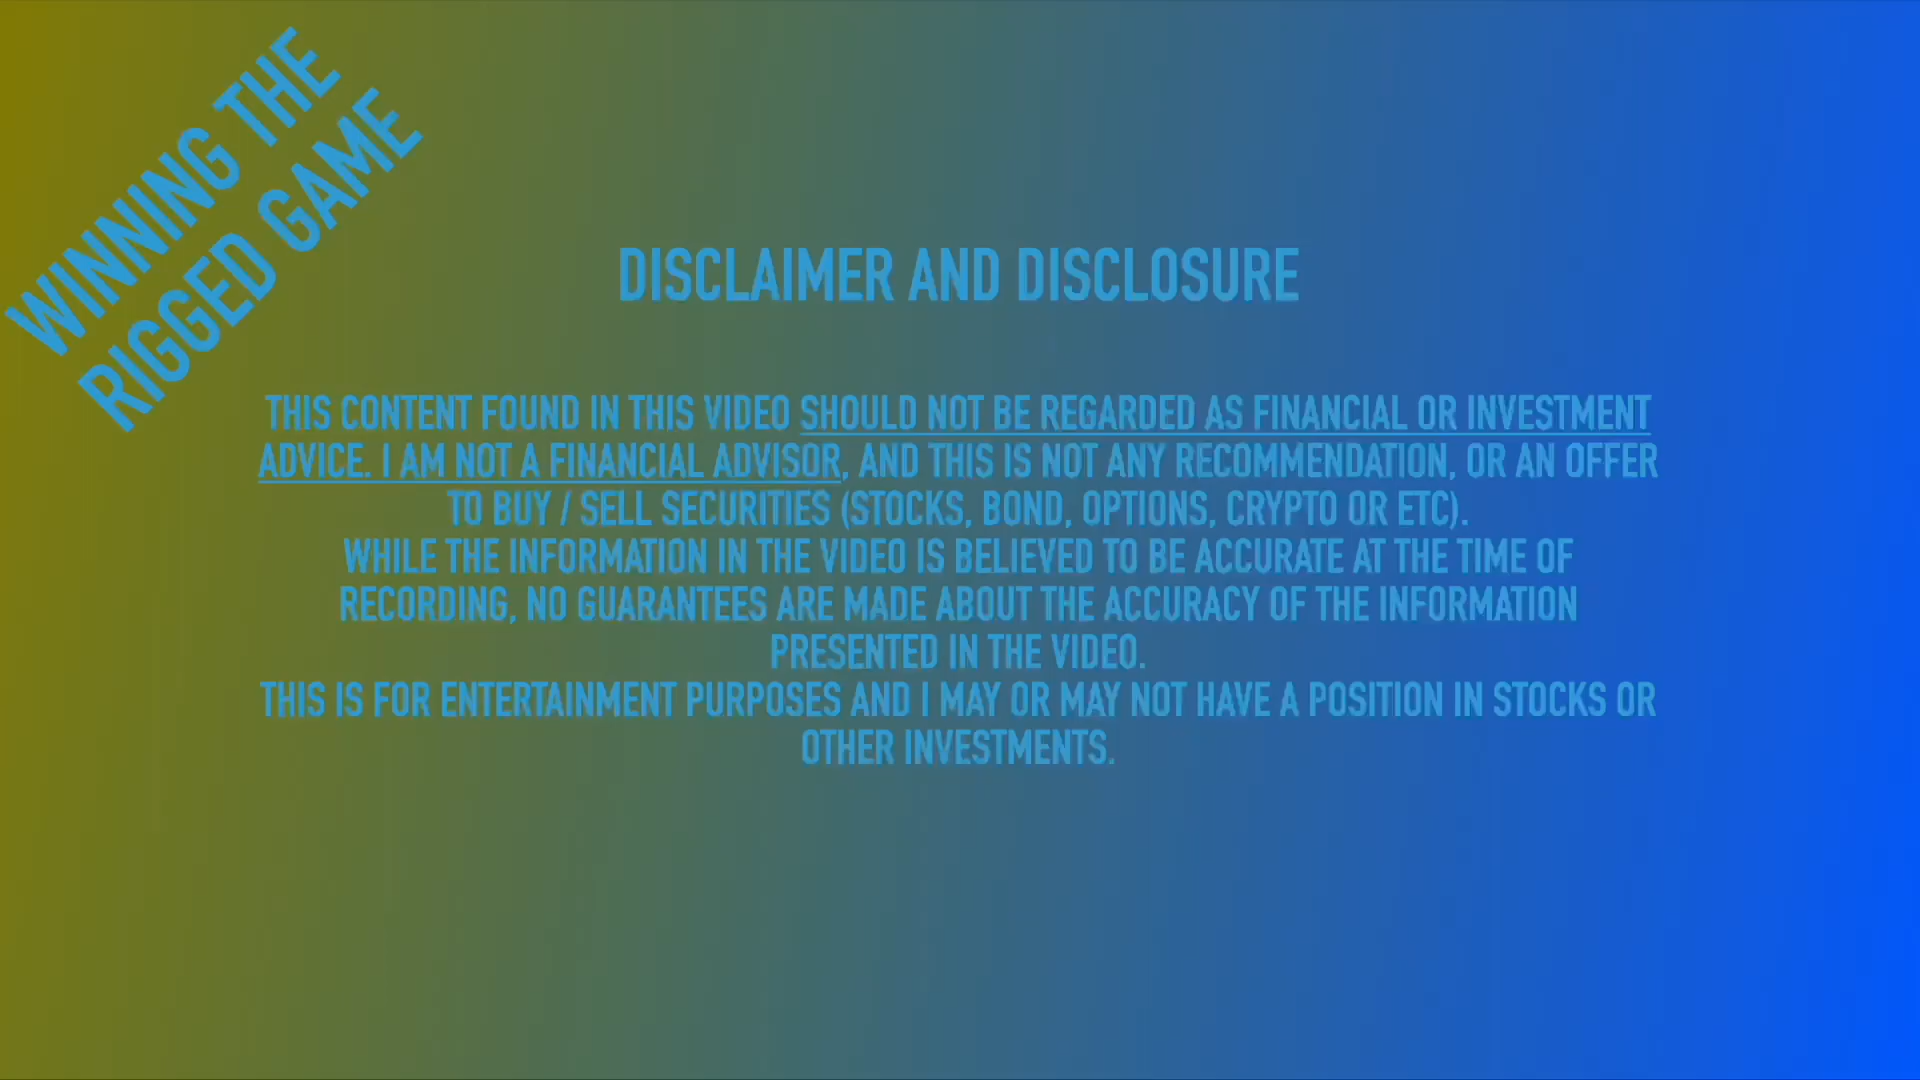 WINNING THE
RIGGED GAME
DISCLAIMER AND DISCLOSURE
THIS CONTENT FOUND IN THIS VIDEO SHOULD NOT BE REGARDED AS FINANCIAL OR INVESTMENT
ADVICE. I AM NOT A FINANCIAL ADVISOR, AND THIS IS NOT ANY RECOMMENDATION, OR AN OFFER
TO BUY / SELL SECURITIES (STOCKS, BOND, OPTIONS, CRYPTO OR ETC).
WHILE THE INFORMATION IN THE VIDEO IS BELIEVED TO BE ACCURATE AT THE TIME OF
RECORDING, NO GUARANTEES ARE MADE ABOUT THE ACCURACY OF THE INFORMATION
PRESENTED IN THE VIDEO.
THIS IS FOR ENTERTAINMENT PURPOSES AND I MAY OR MAY NOT HAVE A POSITION IN STOCKS OR
OTHER INVESTMENTS.